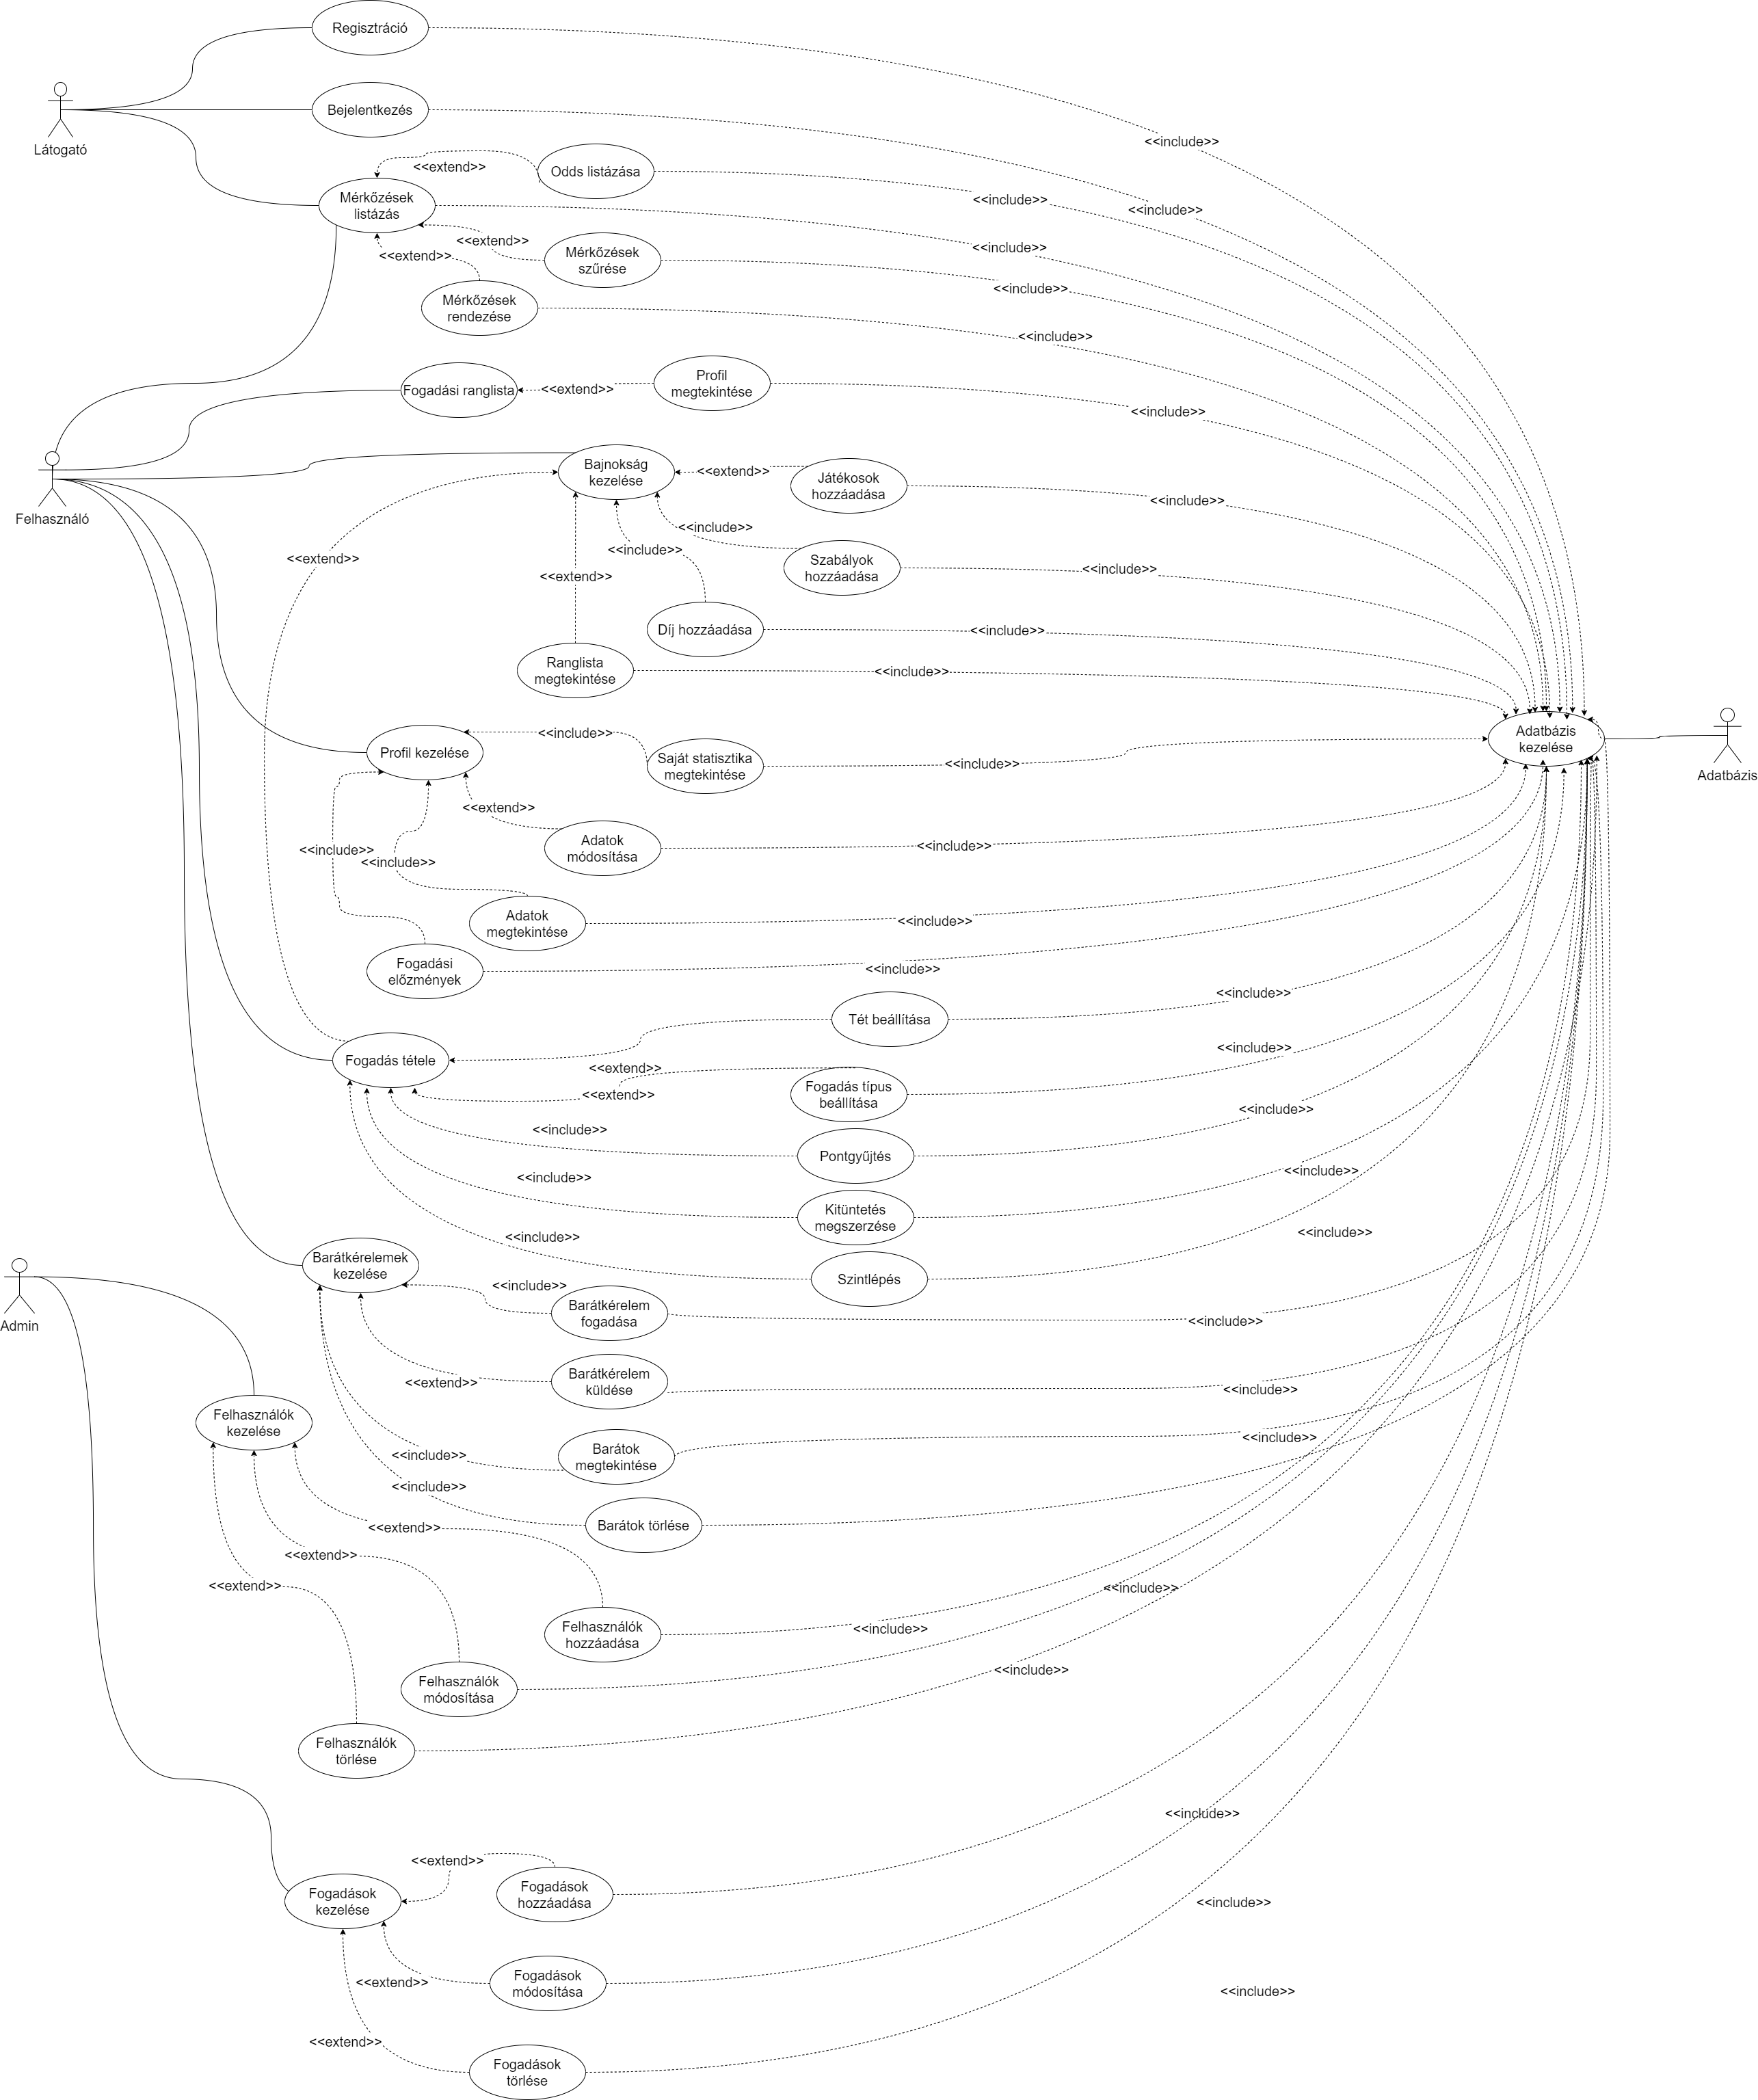 Regisztráció
<<include>>
Bejelentkezés
Látogató
<<extend>>
Odds listázása
<<include>>
<<include>>
Mérkőzések
listázás
<<extend>>
<<include>>
<<extend>>
Mérkőzések
szűrése
<<include>>
Mérkőzések
rendezése
<<include>>
Fogadási ranglista
<<extend>>
Profil
megtekintése
<<include>>
Felhasználó
Bajnokság
kezelése
<<extend>>
Játékosok
hozzáadása
<<include>>
<<include>>
<<include>>
<<extend>>
<<extend>>
Szabályok
hozzáadása
<<include>>
Díj hozzáadása
<<include>>
Ranglista
megtekintése
<<include>>
Adatbázis
kezelése
Adatbázis
Profil kezelése
<<include>>
Saját statisztika
megtekintése
<<include>>
<<extend>>
<<include>>
<<include>>
Adatok
módosítása
<<include>>
Adatok
megtekintése
<<include>>
Fogadási
előzmények
<<include>>
Tét beállítása
<<include>>
Fogadás tétele
<<extend>>
<<extend>>
Fogadás típus
beállítása
<<include>>
<<include>>
Pontgyűjtés
<<include>>
<<include>>
Kitüntetés
megszerzése
<<include>>
<<include>>
Szintlépés
<<include>>
Barátkérelemek
kezelése
Admin
<<include>>
Barátkérelem
fogadása
<<include>>
<<extend>>
Barátkérelem
küldése
<<include>>
Felhasználók
kezelése
<<include>>
Barátok
megtekintése
<<include>>
<<include>>
Barátok törlése
<<extend>>
<<extend>>
<<extend>>
Felhasználók
hozzáadása
<<include>>
<<include>>
Felhasználók
módosítása
<<include>>
Felhasználók
törlése
<<include>>
<<extend>>
Fogadások
kezelése
Fogadások
hozzáadása
<<include>>
<<extend>>
Fogadások
módosítása
<<include>>
<<extend>>
Fogadások
törlése